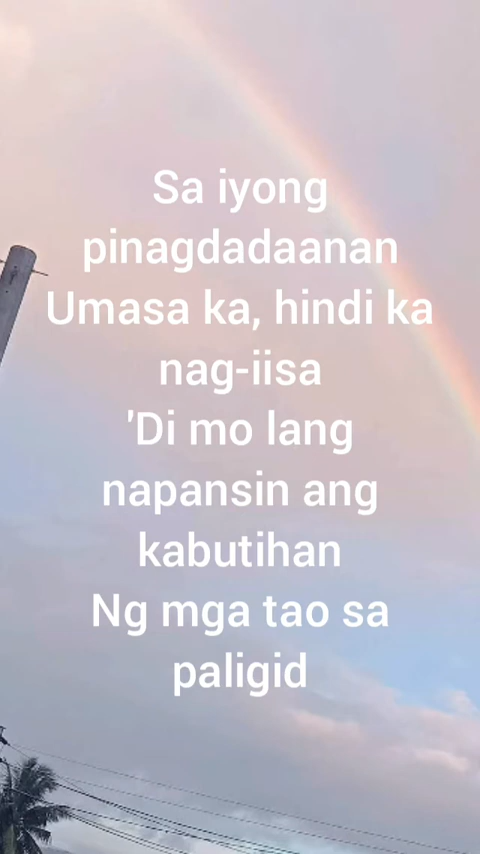 Sa iyong
pinagdadaanan
Umasa ka, hindi ka
nag-iisa
'Di mo lang
napansin ang
kabutihan
Ng mga tao sa
paligid